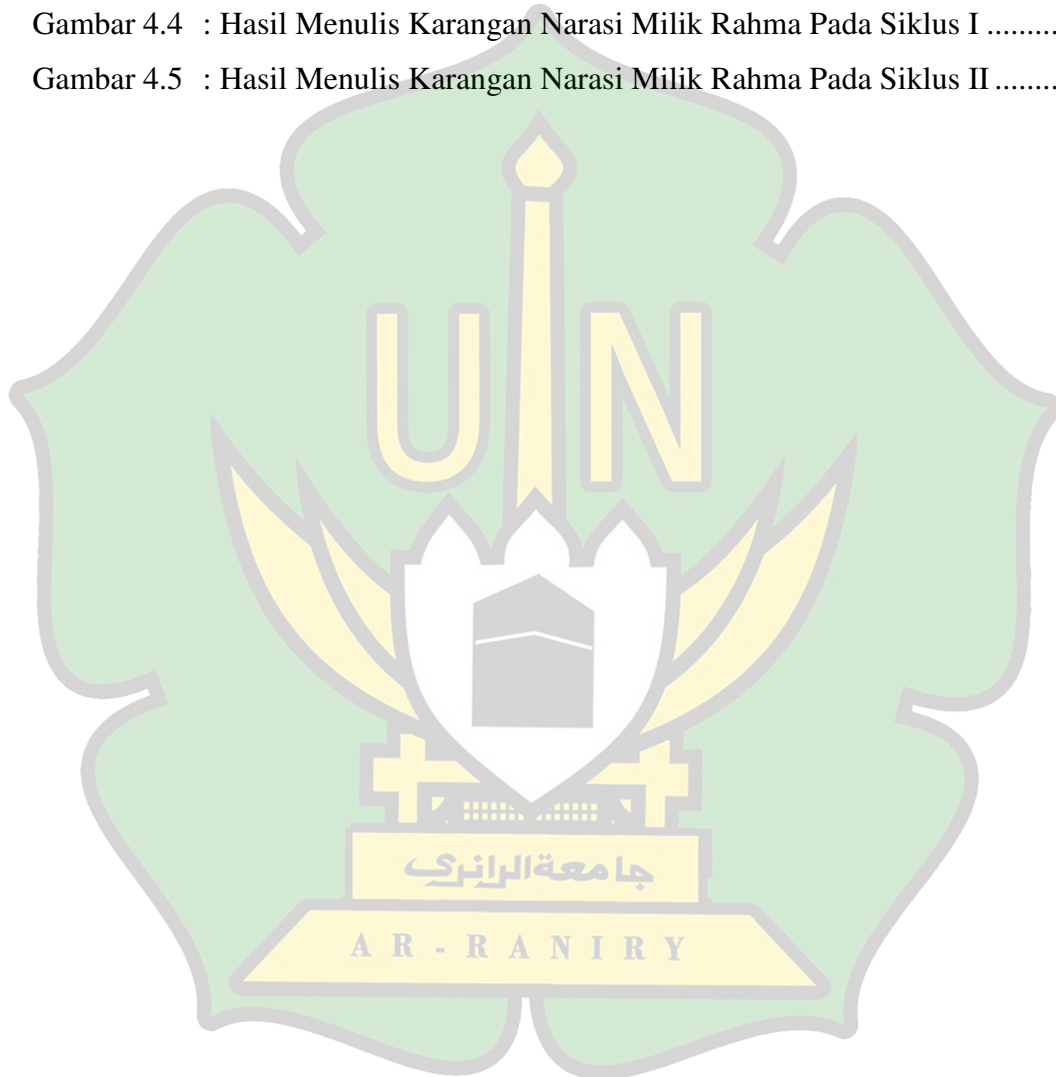 Gambar 4.4 : Hasil Menulis Karangan Narasi Milik Rahma Pada Siklus I .........
Gambar 4.5 : Hasil Menulis Karangan Narasi Milik Rahma Pada Siklus II ........
UIN
جامعةالرانري
AR-RANIRY